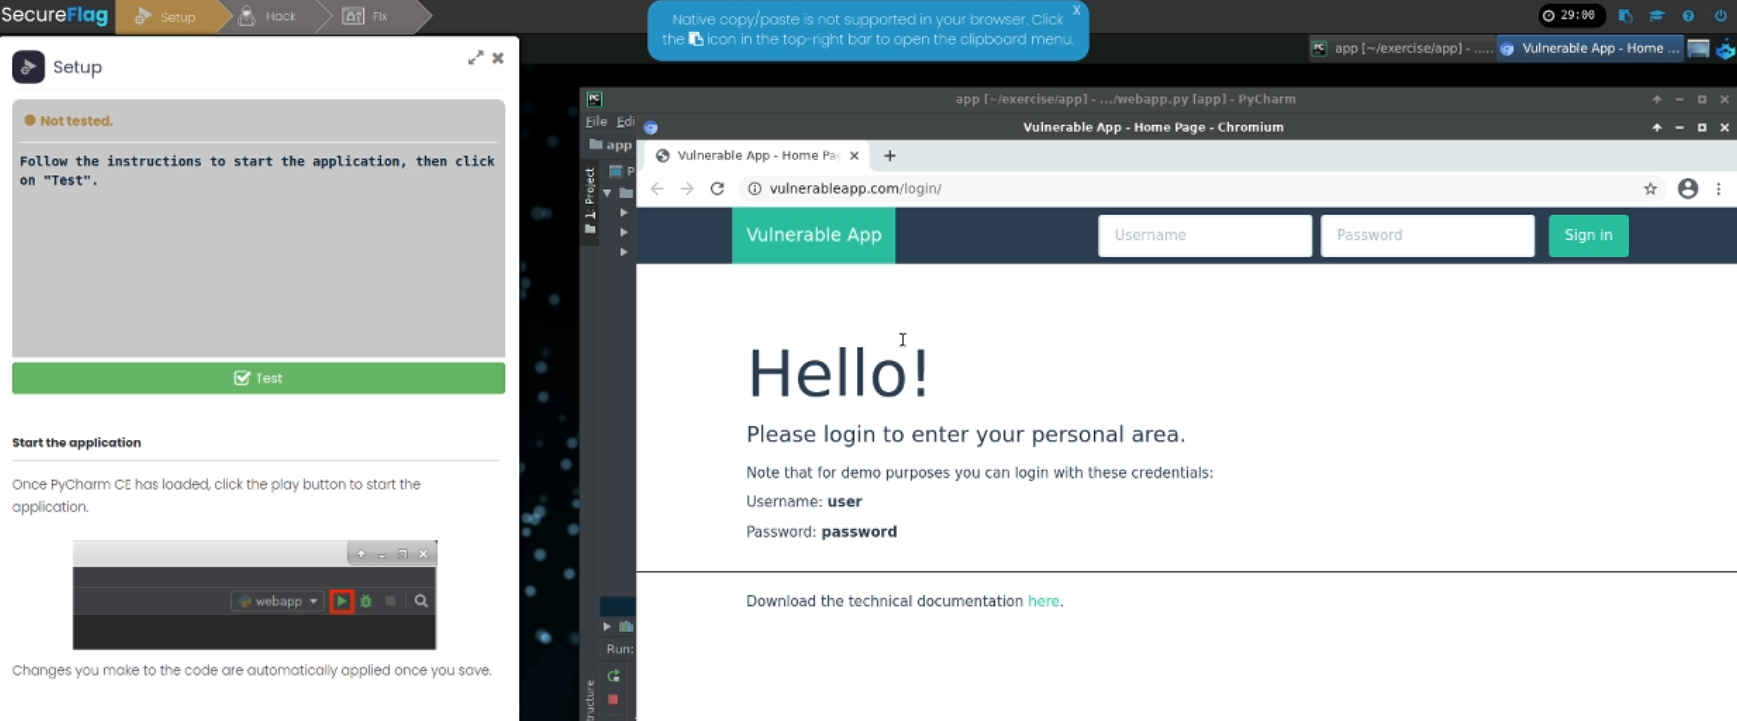 SecureFlag
Setup
Hack
Fix
Native copy/paste is not supported in your browser. Click
the icon in the top-right bar to open the clipboard menu.
X
29:00
PC app [~/exercise/app] - .....
Vulnerable App - Home ...
Setup
Not tested.
Follow the instructions to start the application, then click
on "Test".
Test
Start the application
Once PyCharm CE has loaded, click the play button to start the
application.
webapp
Changes you make to the code are automatically applied once you save.
PC
app [~/exercise/app] - .../webapp.py [app] - PyCharm
File Edi
app
1: Project
P
Run:
Vulnerable App - Home Page - Chromium
Vulnerable App - Home Pa
vulnerableapp.com/login/
Vulnerable App
Username
Password
Sign in
Hello!
Please login to enter your personal area.
Note that for demo purposes you can login with these credentials:
Username: user
Password: password
Download the technical documentation here.